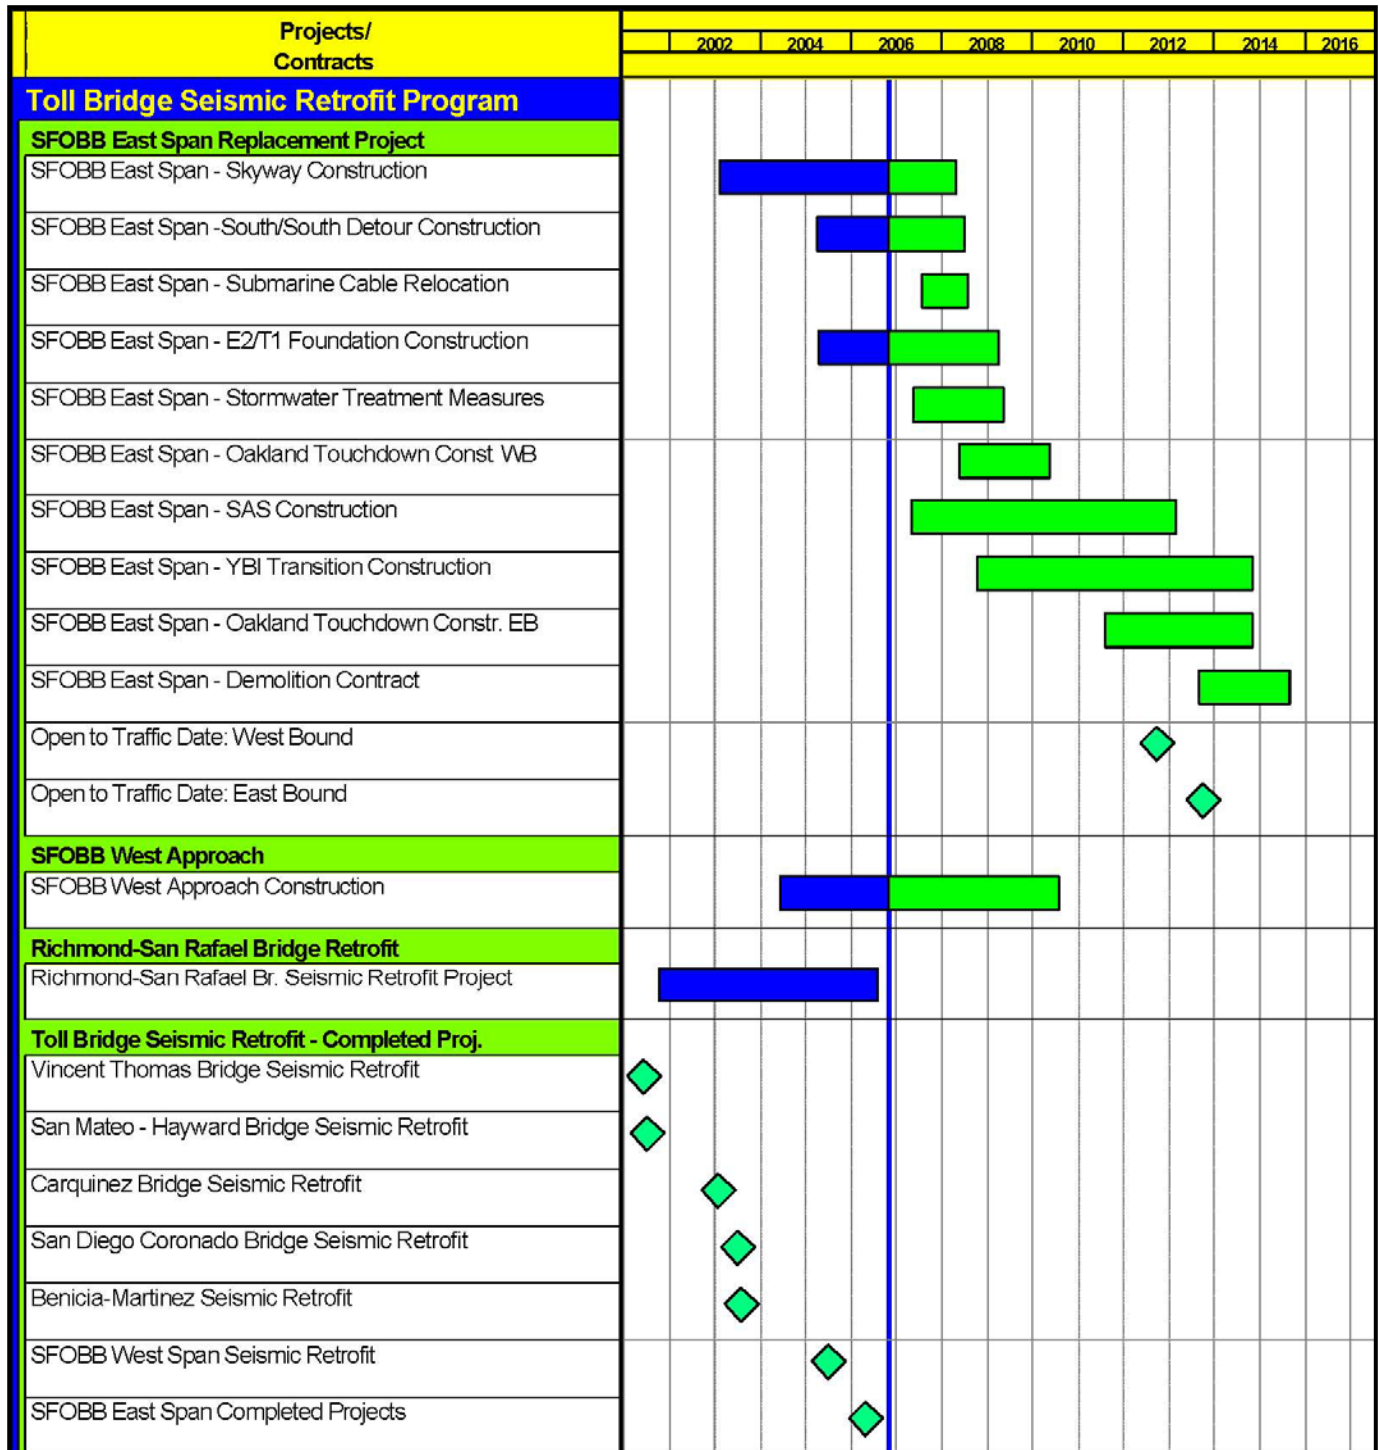 Projects/
Contracts
2002 2004 2006 2008 2010 2012 2014 2016
Toll Bridge Seismic Retrofit Program
SFOBB East Span Replacement Project
SFOBB East Span - Skyway Construction
SFOBB East Span -South/South Detour Construction
SFOBB East Span - Submarine Cable Relocation
SFOBB East Span - E2/T1 Foundation Construction
SFOBB East Span - Stormwater Treatment Measures
SFOBB East Span - Oakland Touchdown Const. WB
SFOBB East Span - SAS Construction
SFOBB East Span - YBI Transition Construction
SFOBB East Span - Oakland Touchdown Constr. EB
SFOBB East Span - Demolition Contract
Open to Traffic Date: West Bound
Open to Traffic Date: East Bound
SFOBB West Approach
SFOBB West Approach Construction
Richmond-San Rafael Bridge Retrofit
Richmond-San Rafael Br. Seismic Retrofit Project
Toll Bridge Seismic Retrofit - Completed Proj.
Vincent Thomas Bridge Seismic Retrofit
San Mateo - Hayward Bridge Seismic Retrofit
Carquinez Bridge Seismic Retrofit
San Diego Coronado Bridge Seismic Retrofit
Benicia-Martinez Seismic Retrofit
SFOBB West Span Seismic Retrofit
SFOBB East Span Completed Projects